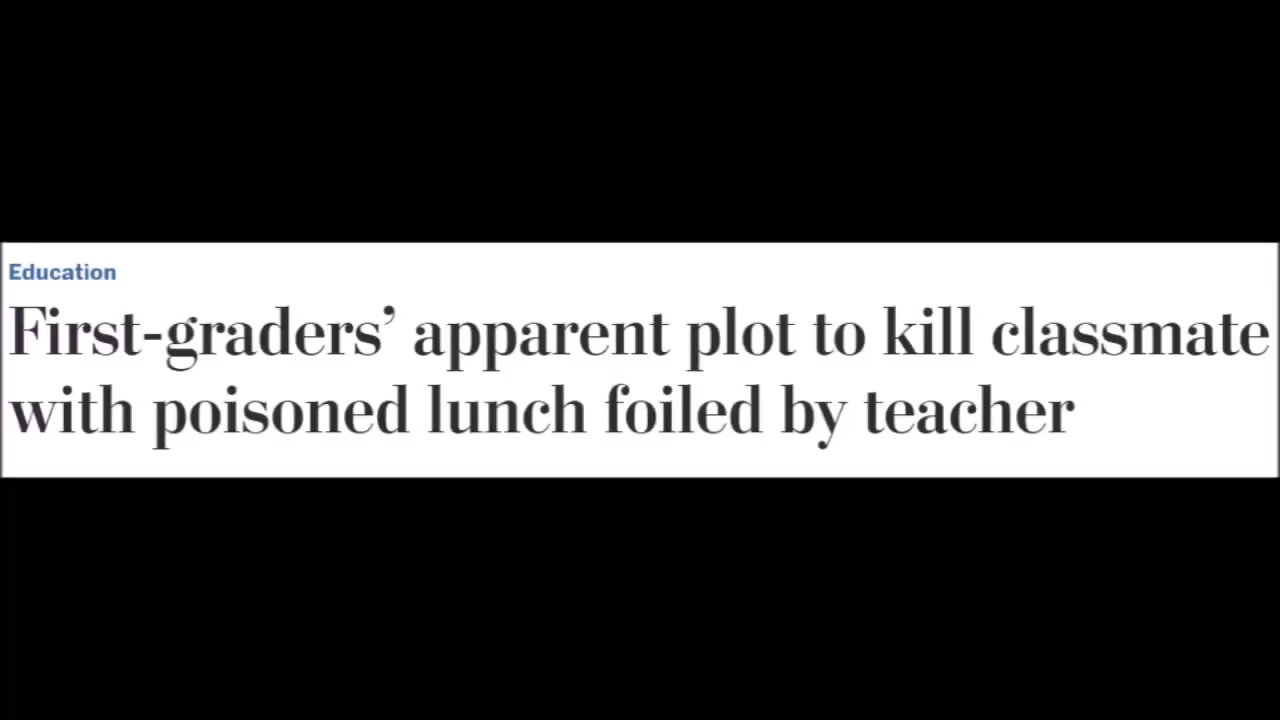 Education
First-graders’ apparent plot to kill classmate
with poisoned lunch foiled by teacher